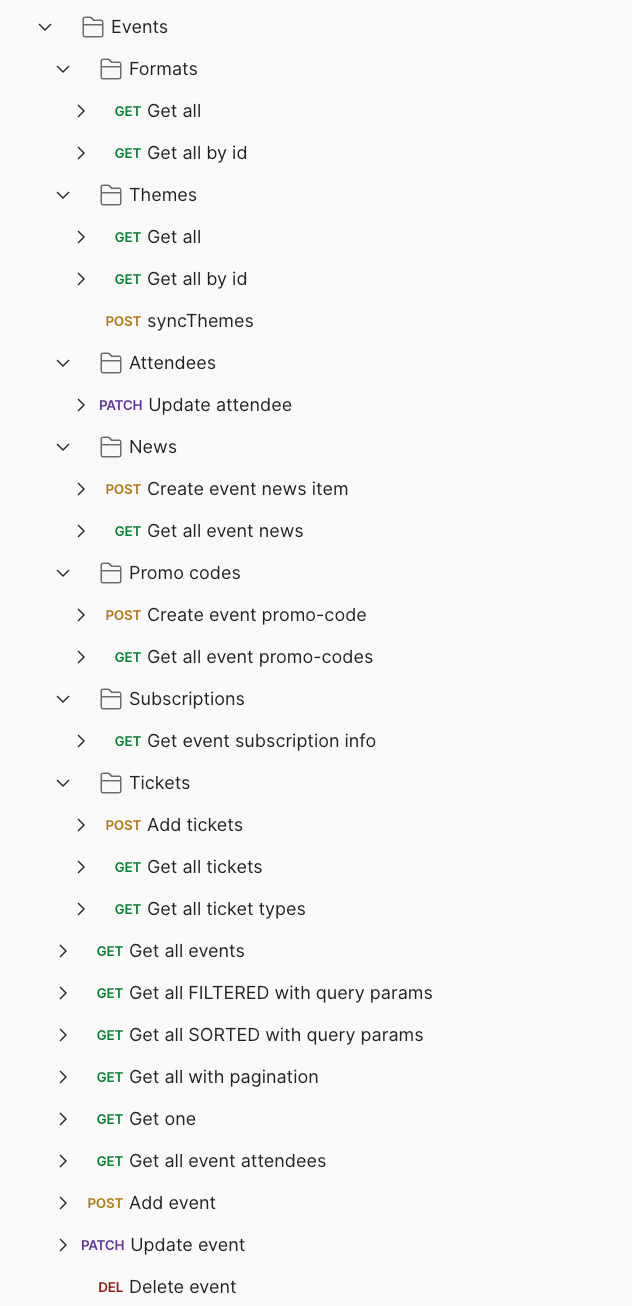 Events
Formats
GET Get all
GET Get all by id
Themes
GET Get all
GET Get all by id
POST syncThemes
Attendees
PATCH Update attendee
News
POST Create event news item
GET Get all event news
Promo codes
POST Create event promo-code
GET Get all event promo-codes
Subscriptions
GET Get event subscription info
Tickets
POST Add tickets
GET Get all tickets
GET Get all ticket types
GET Get all events
GET Get all FILTERED with query params
GET Get all SORTED with query params
GET Get all with pagination
GET Get one
GET Get all event attendees
POST Add event
PATCH Update event
DEL Delete event